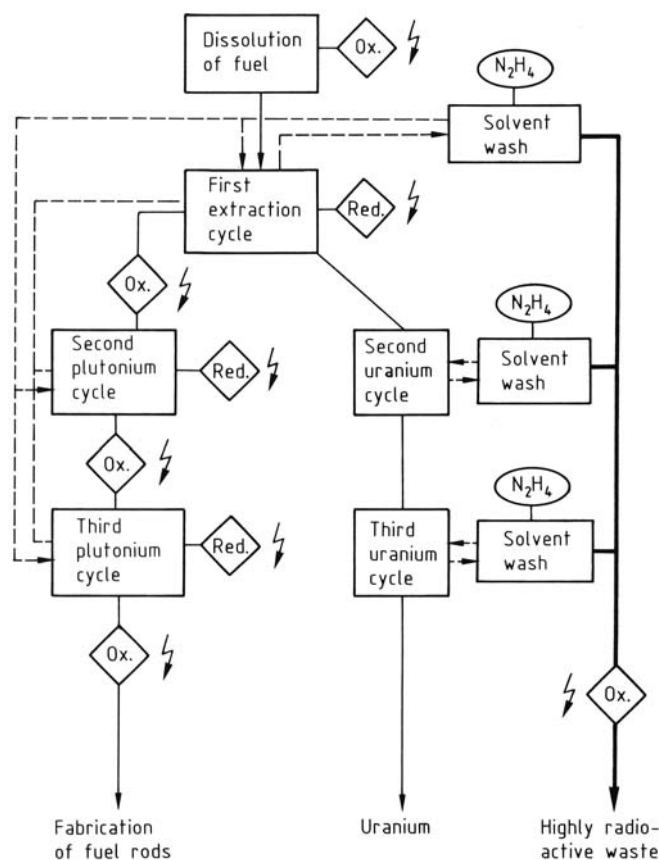 Dissolution
of fuel
Ox.
N₂H₄
Solvent
wash
First
extraction
cycle
Red.
Ox.
N₂H₄
Second
plutonium
cycle
Red.
Second
uranium
cycle
Solvent
wash
Ox.
N₂H₄
Third
plutonium
cycle
Red.
Third
uranium
cycle
Solvent
wash
Ox.
Ox.
Fabrication
of fuel rods
Uranium
Highly radio-
active waste